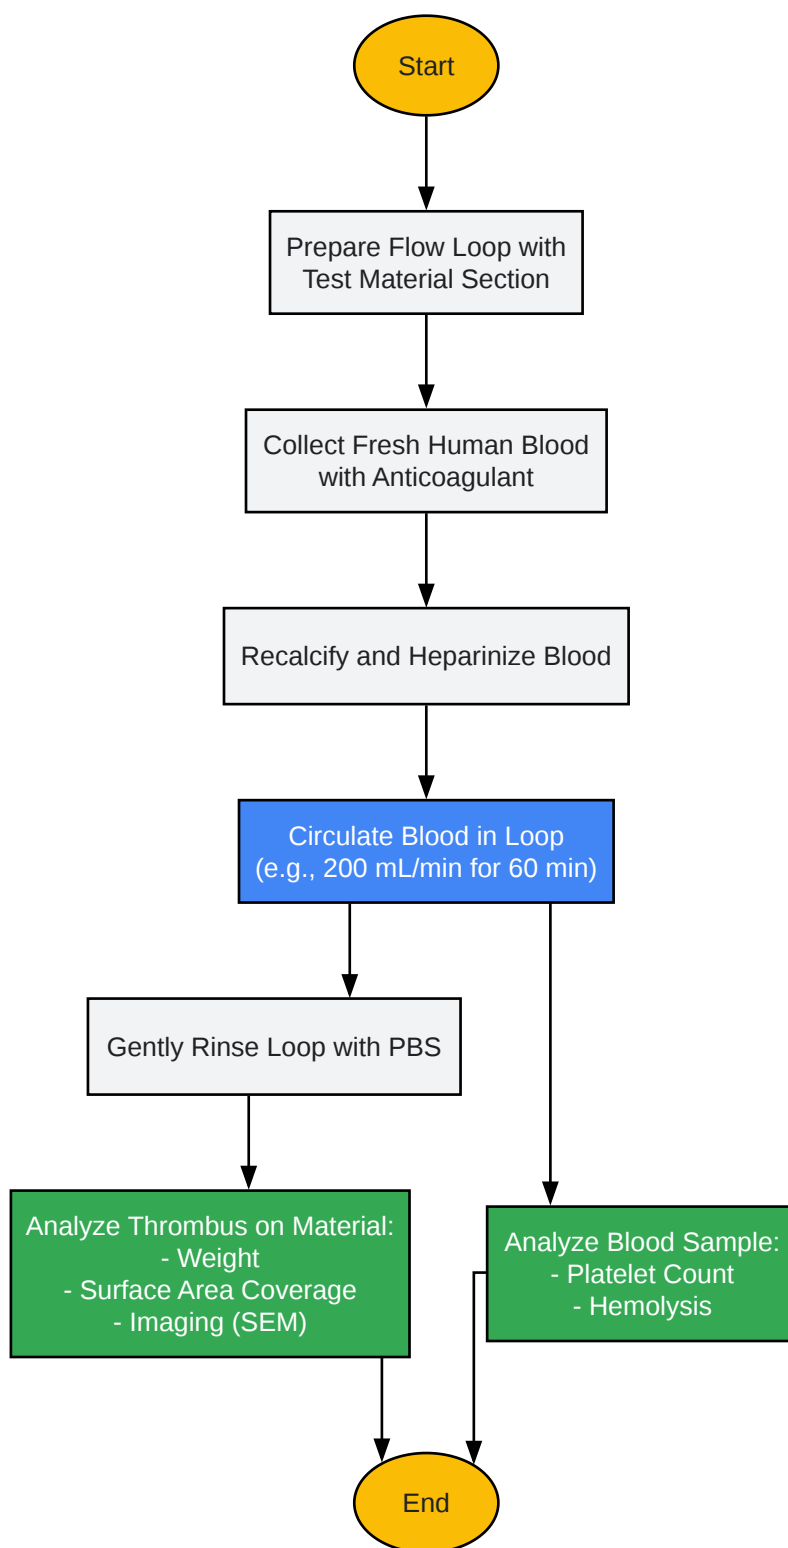 Start
Prepare Flow Loop with
Test Material Section
Collect Fresh Human Blood
with Anticoagulant
Recalcify and Heparinize Blood
Circulate Blood in Loop
(e.g., 200 mL/min for 60 min)
Gently Rinse Loop with PBS
Analyze Thrombus on Material:
- Weight
- Surface Area Coverage
- Imaging (SEM)
Analyze Blood Sample:
- Platelet Count
- Hemolysis
End